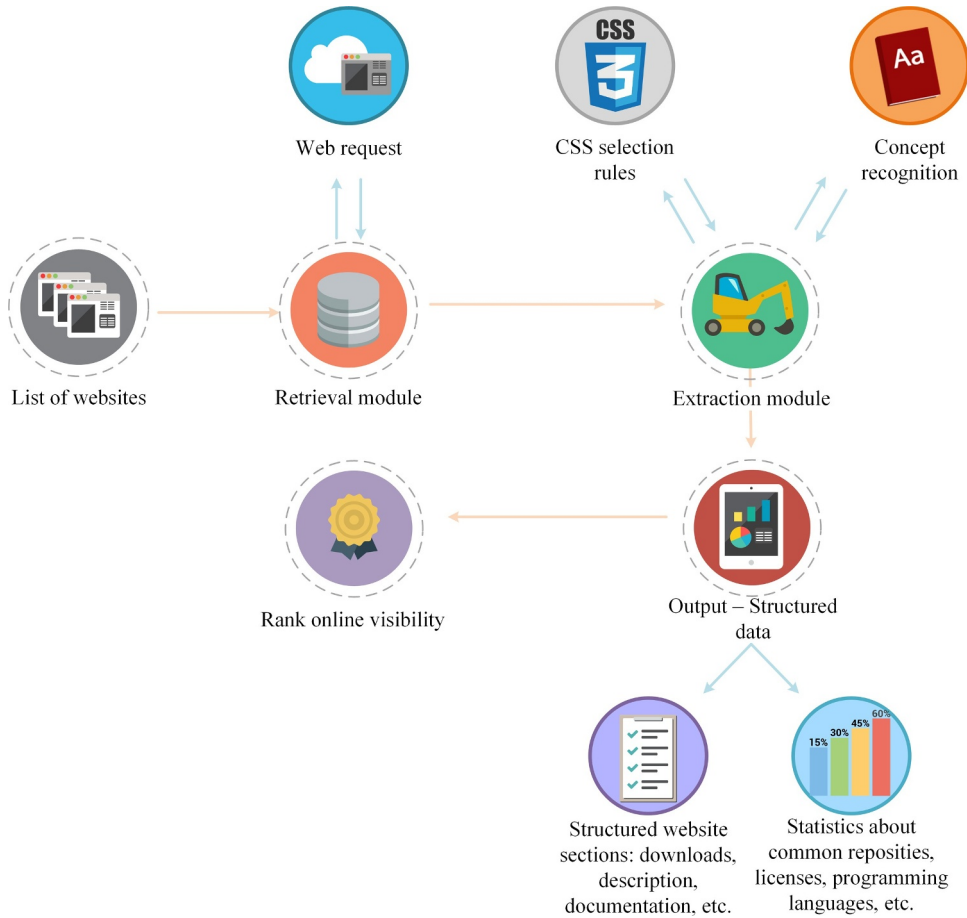 CSS
3
Aa
Web request
CSS selection
rules
Concept
recognition
List of websites
Retrieval module
Extraction module
Rank online visibility
Output – Structured
data
15%
30%
45%
60%
Structured website
sections: downloads,
description,
documentation, etc.
Statistics about
common reposities,
licenses, programming
languages, etc.